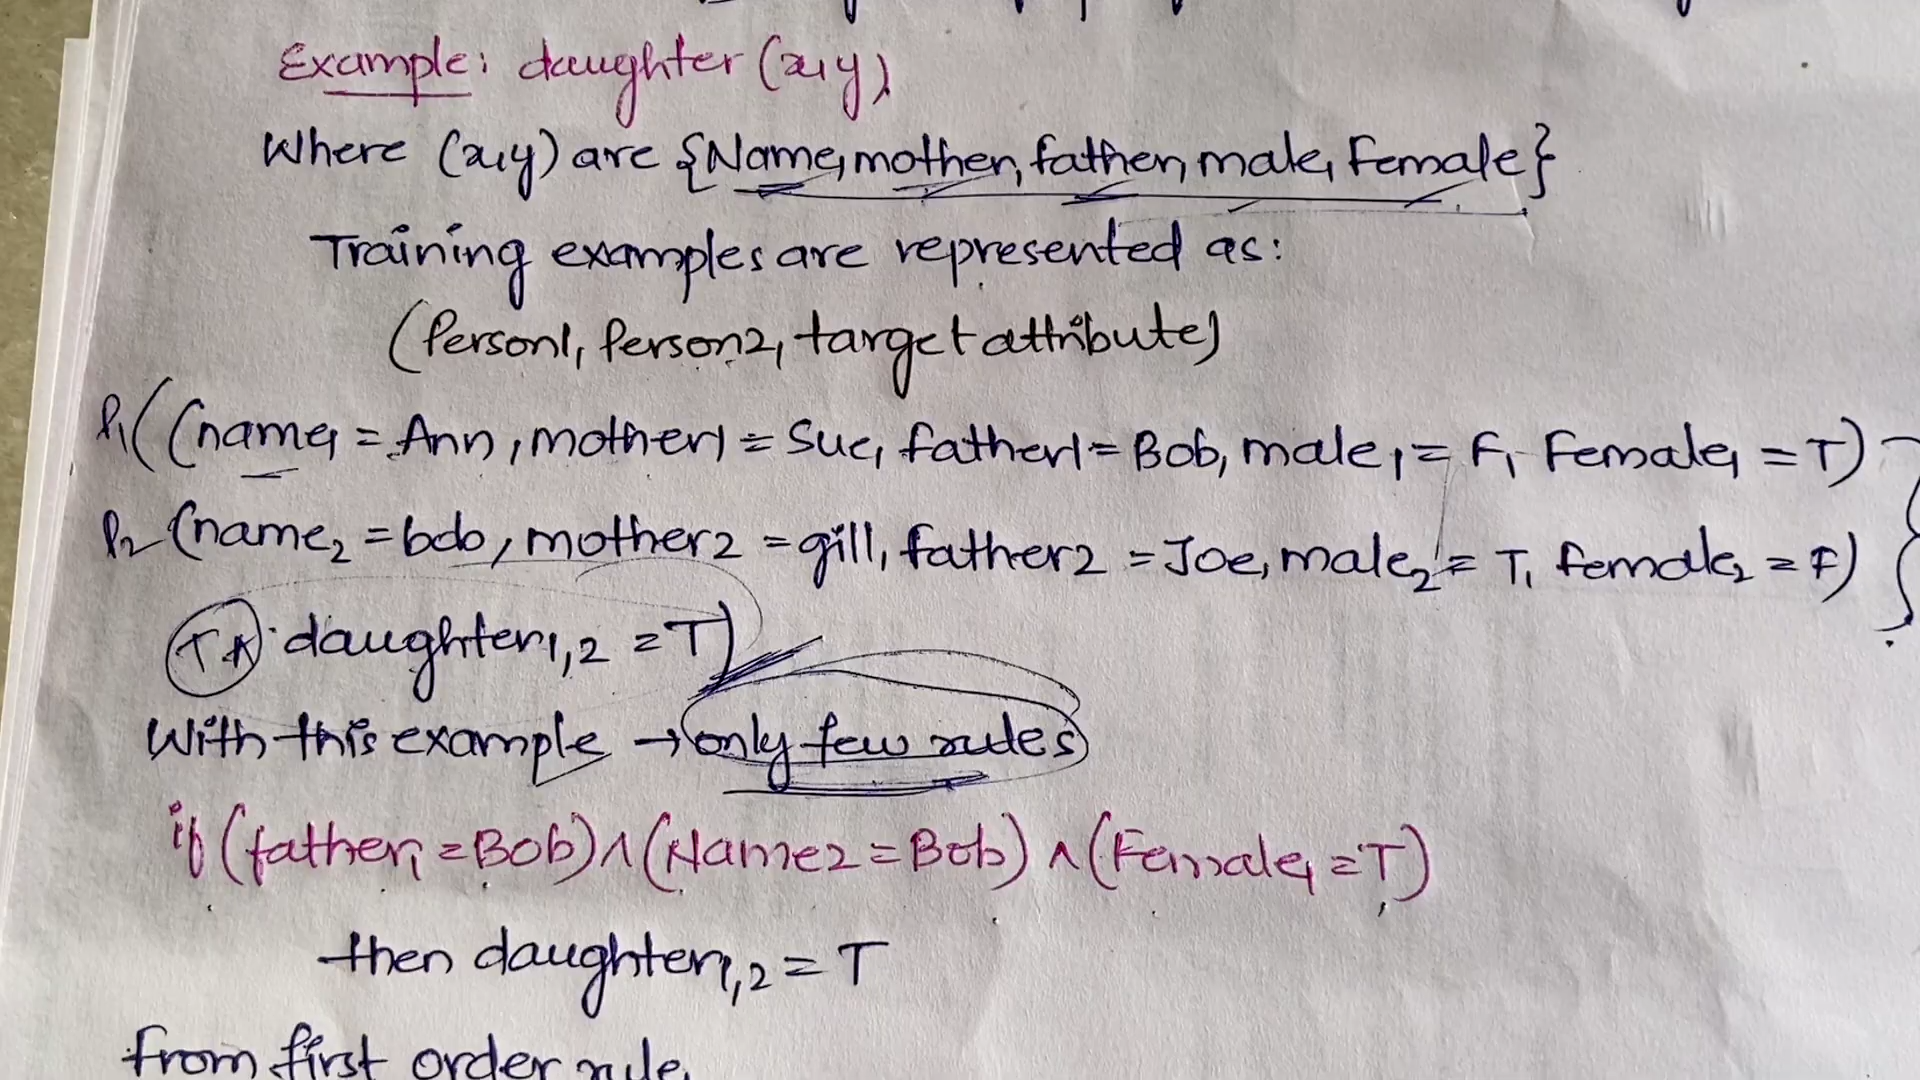 Example: daughter (x,y)
Where (x,y) are {Name, mother, father, male, Female}
Training examples are represented as:
(Person1, Person2, target attribute)
P1 ((name1 = Ann, mother1 = Sue, father1 = Bob, male1 = F, Female1 = T)
P2 (name2 = bob, mother2 = gill, father2 = Joe, male2 = T, female2 = F)
TA daughter1,2 = T)
With this example → only few rules
if (father1 = Bob) ∧ (Name2 = Bob) ∧ (Female1 = T)
then daughter1,2 = T
from first order rule,